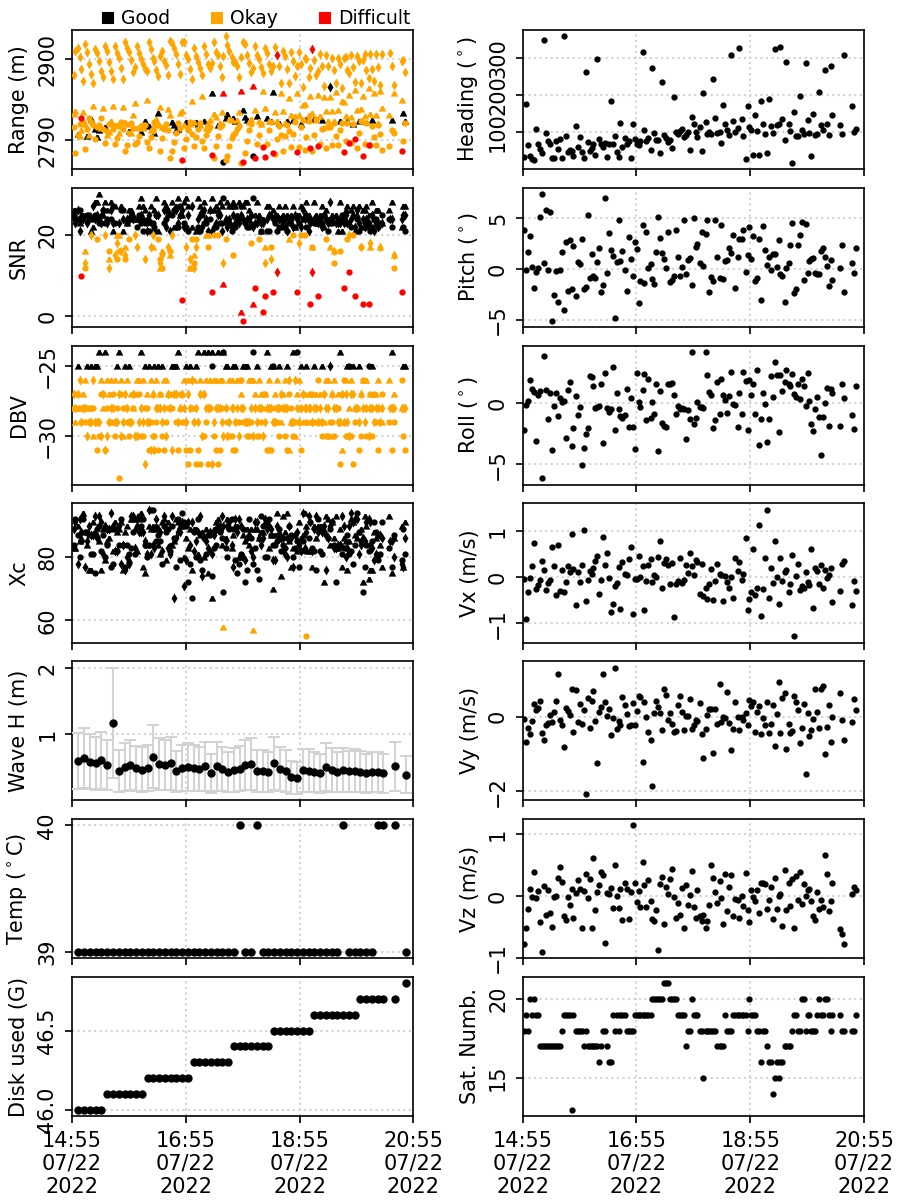 Good Okay Difficult
Range (m)
2900
2790
SNR
20
0
DBV
−25
−30
Xc
80
60
Wave H (m)
2
1
Temp (°C)
40
39
Disk used (G)
46.5
46.0
14:55 16:55 18:55 20:55
07/22 07/22 07/22 07/22
2022 2022 2022 2022
Heading (°)
300
200
100
Pitch (°)
5
0
−5
Roll (°)
0
−5
Vx (m/s)
1
0
−1
Vy (m/s)
0
−2
Vz (m/s)
1
0
−1
Sat. Numb.
20
15
14:55 16:55 18:55 20:55
07/22 07/22 07/22 07/22
2022 2022 2022 2022